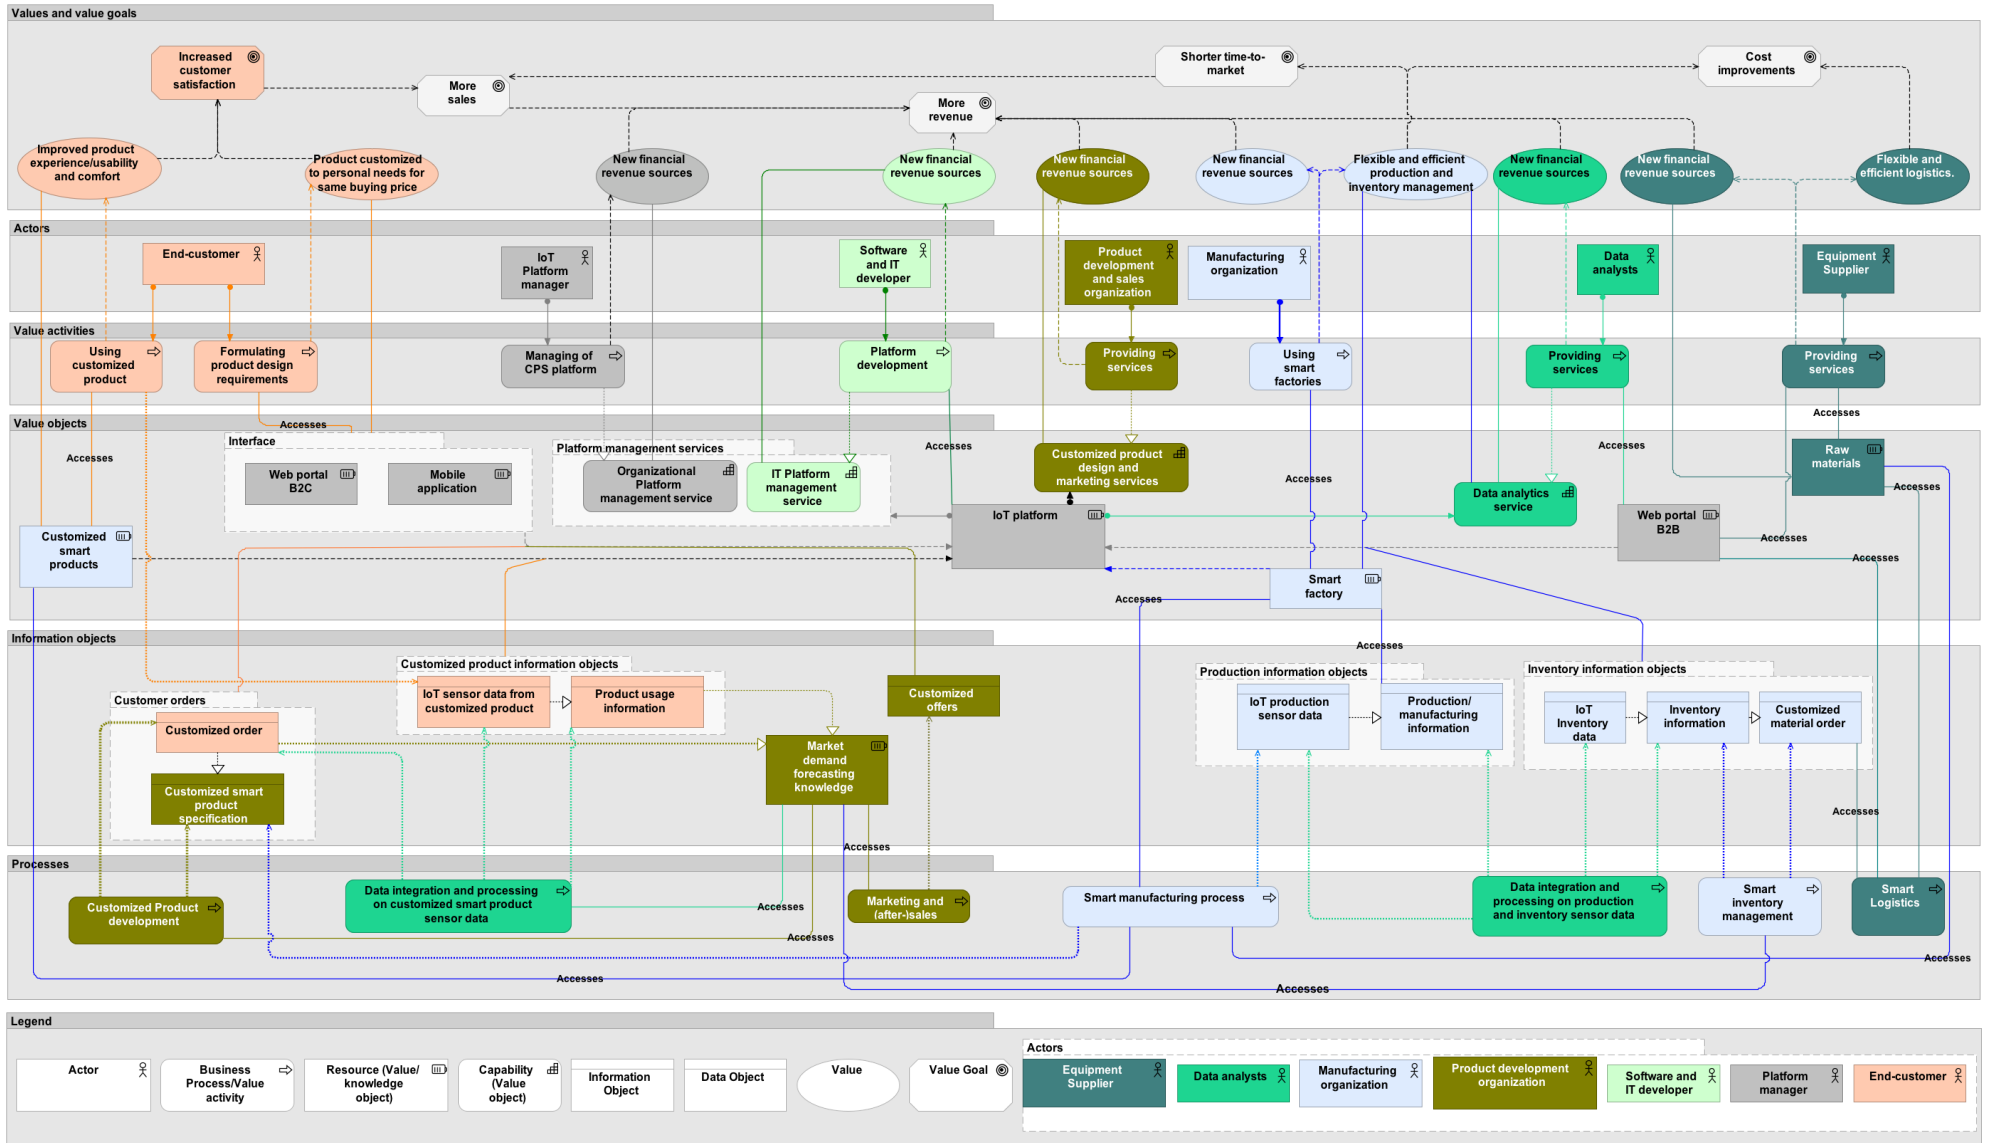 Values and value goals
Increased
customer
satisfaction
More
sales
Shorter time-to-
market
Cost
improvements
More
revenue
Improved product
experience/usability
and comfort
Product customized
to personal needs for
same buying price
New financial
revenue sources
New financial
revenue sources
New financial
revenue sources
New financial
revenue sources
Flexible and efficient
production and
inventory management
New financial
revenue sources
New financial
revenue sources
Flexible and
efficient logistics.
Actors
End-customer
IoT
Platform
manager
Software
and IT
developer
Product
development
and sales
organization
Manufacturing
organization
Data
analysts
Equipment
Supplier
Value activities
Using
customized
product
Formulating
product design
requirements
Managing of
CPS platform
Platform
development
Providing
services
Using
smart
factories
Providing
services
Providing
services
Accesses
Value objects
Accesses
Accesses
Interface
Web portal
B2C
Mobile
application
Platform management services
Organizational
Platform
management service
IT Platform
management
service
Accesses
Customized product
design and
marketing services
Accesses
Data analytics
service
Accesses
Raw
materials
Accesses
Customized
smart
products
IoT platform
Web portal
B2B
Accesses
Accesses
Smart
factory
Accesses
Information objects
Accesses
Customized product information objects
IoT sensor data from
customized product
Product usage
information
Customized
offers
Customer orders
Customized order
Customized smart
product
specification
Market
demand
forecasting
knowledge
Production information objects
IoT production
sensor data
Production/
manufacturing
information
Inventory information objects
IoT
Inventory
data
Inventory
information
Customized
material order
Accesses
Accesses
Processes
Customized Product
development
Data integration and processing
on customized smart product
sensor data
Accesses
Accesses
Marketing and
(after-)sales
Smart manufacturing process
Data integration and
processing on production
and inventory sensor data
Smart
inventory
management
Smart
Logistics
Accesses
Accesses
Accesses
Legend
Actor
Business
Process/Value
activity
Resource (Value/
knowledge
object)
Capability
(Value
object)
Information
Object
Data Object
Value
Value Goal
Actors
Equipment
Supplier
Data analysts
Manufacturing
organization
Product development
organization
Software and
IT developer
Platform
manager
End-customer